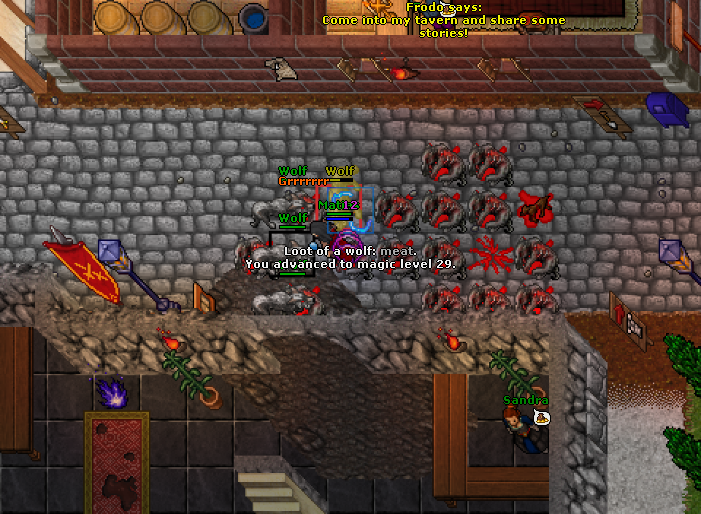 Frodo says:
Come into my tavern and share some
stories!
Wolf
Wolf
Grrrrrrr
Wolf
Loot of a wolf: meat.
You advanced to magic level 29.
Sandra